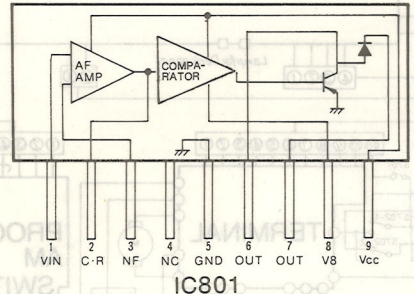 AF
AMP
COMPA-
RATOR
1 2 3 4 5 6 7 8 9
VIN C·R NF NC GND OUT OUT V8 Vcc
IC801